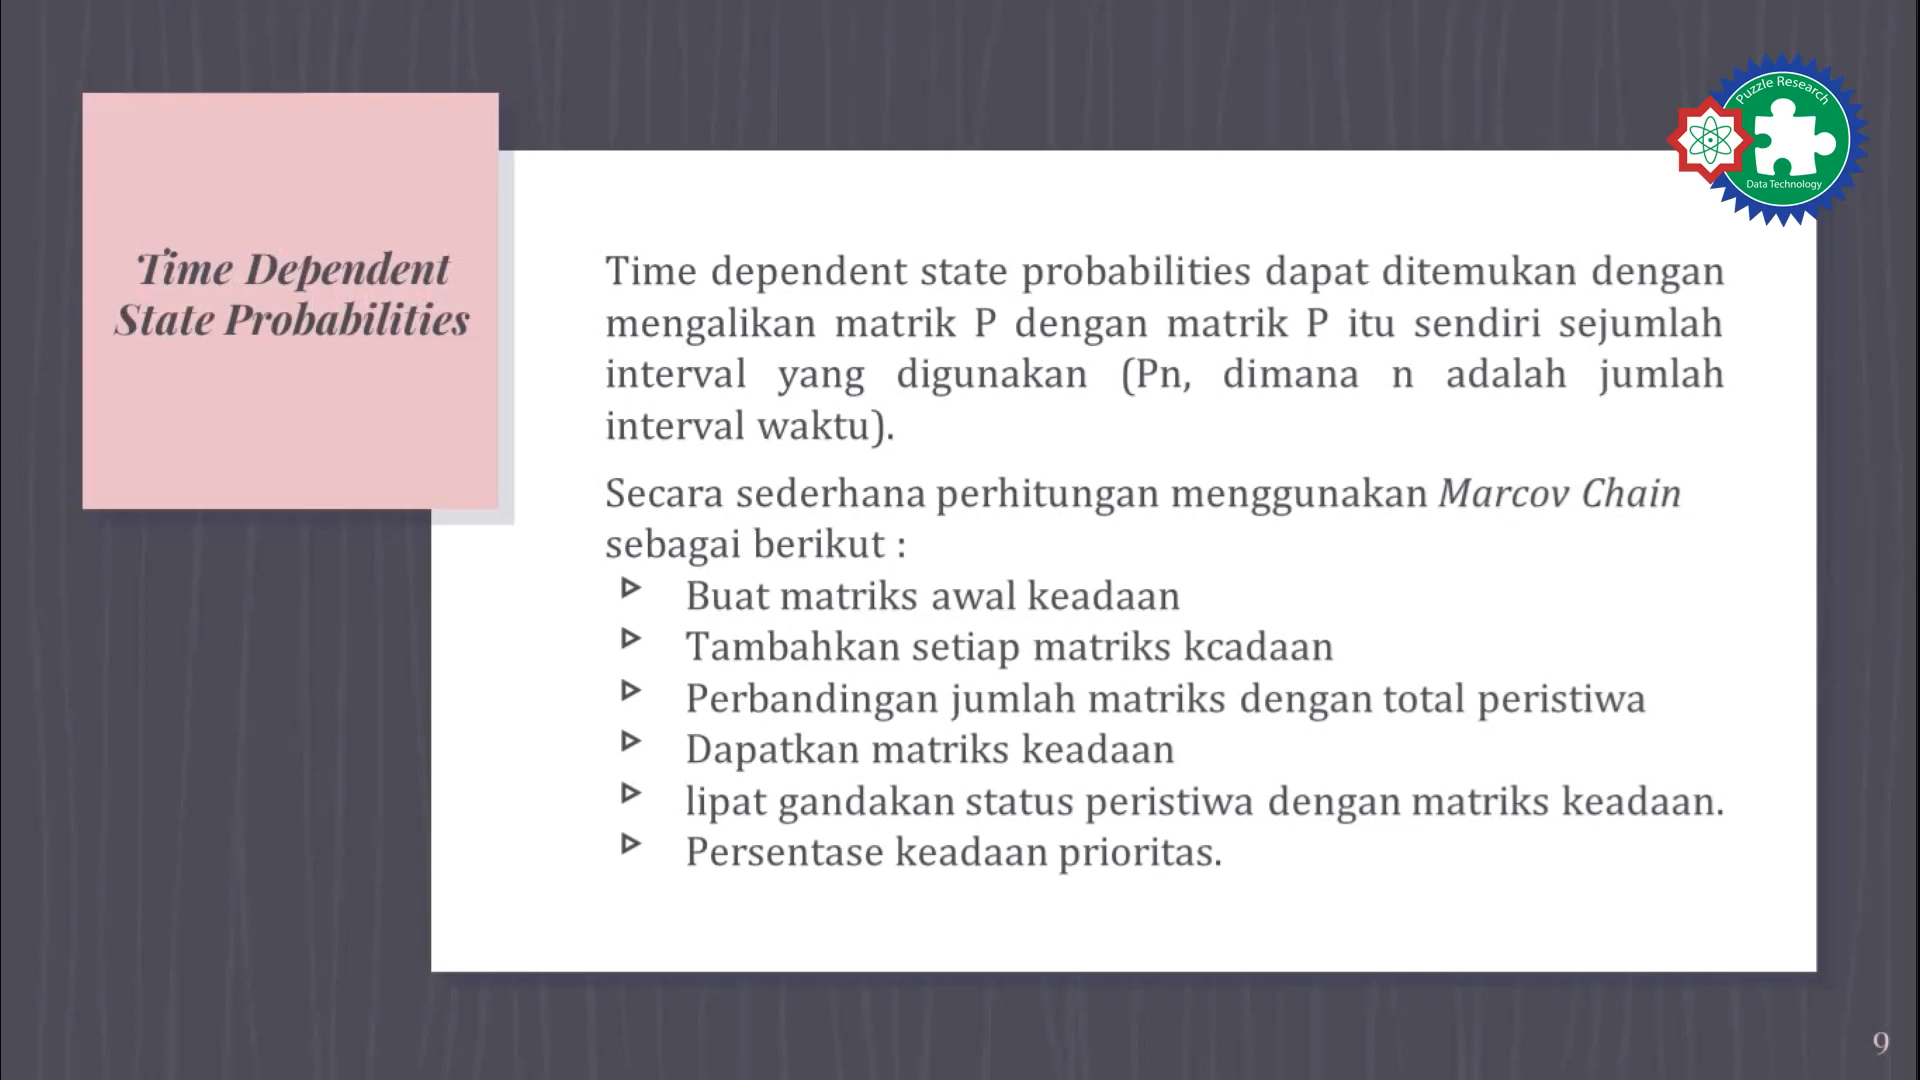 Puzzle Research
Data Technology
Time Dependent
State Probabilities
Time dependent state probabilities dapat ditemukan dengan
mengalikan matrik P dengan matrik P itu sendiri sejumlah
interval yang digunakan (Pn, dimana n adalah jumlah
interval waktu).
Secara sederhana perhitungan menggunakan Marcov Chain
sebagai berikut :
Buat matriks awal keadaan
Tambahkan setiap matriks kcadaan
Perbandingan jumlah matriks dengan total peristiwa
Dapatkan matriks keadaan
lipat gandakan status peristiwa dengan matriks keadaan.
Persentase keadaan prioritas.
9